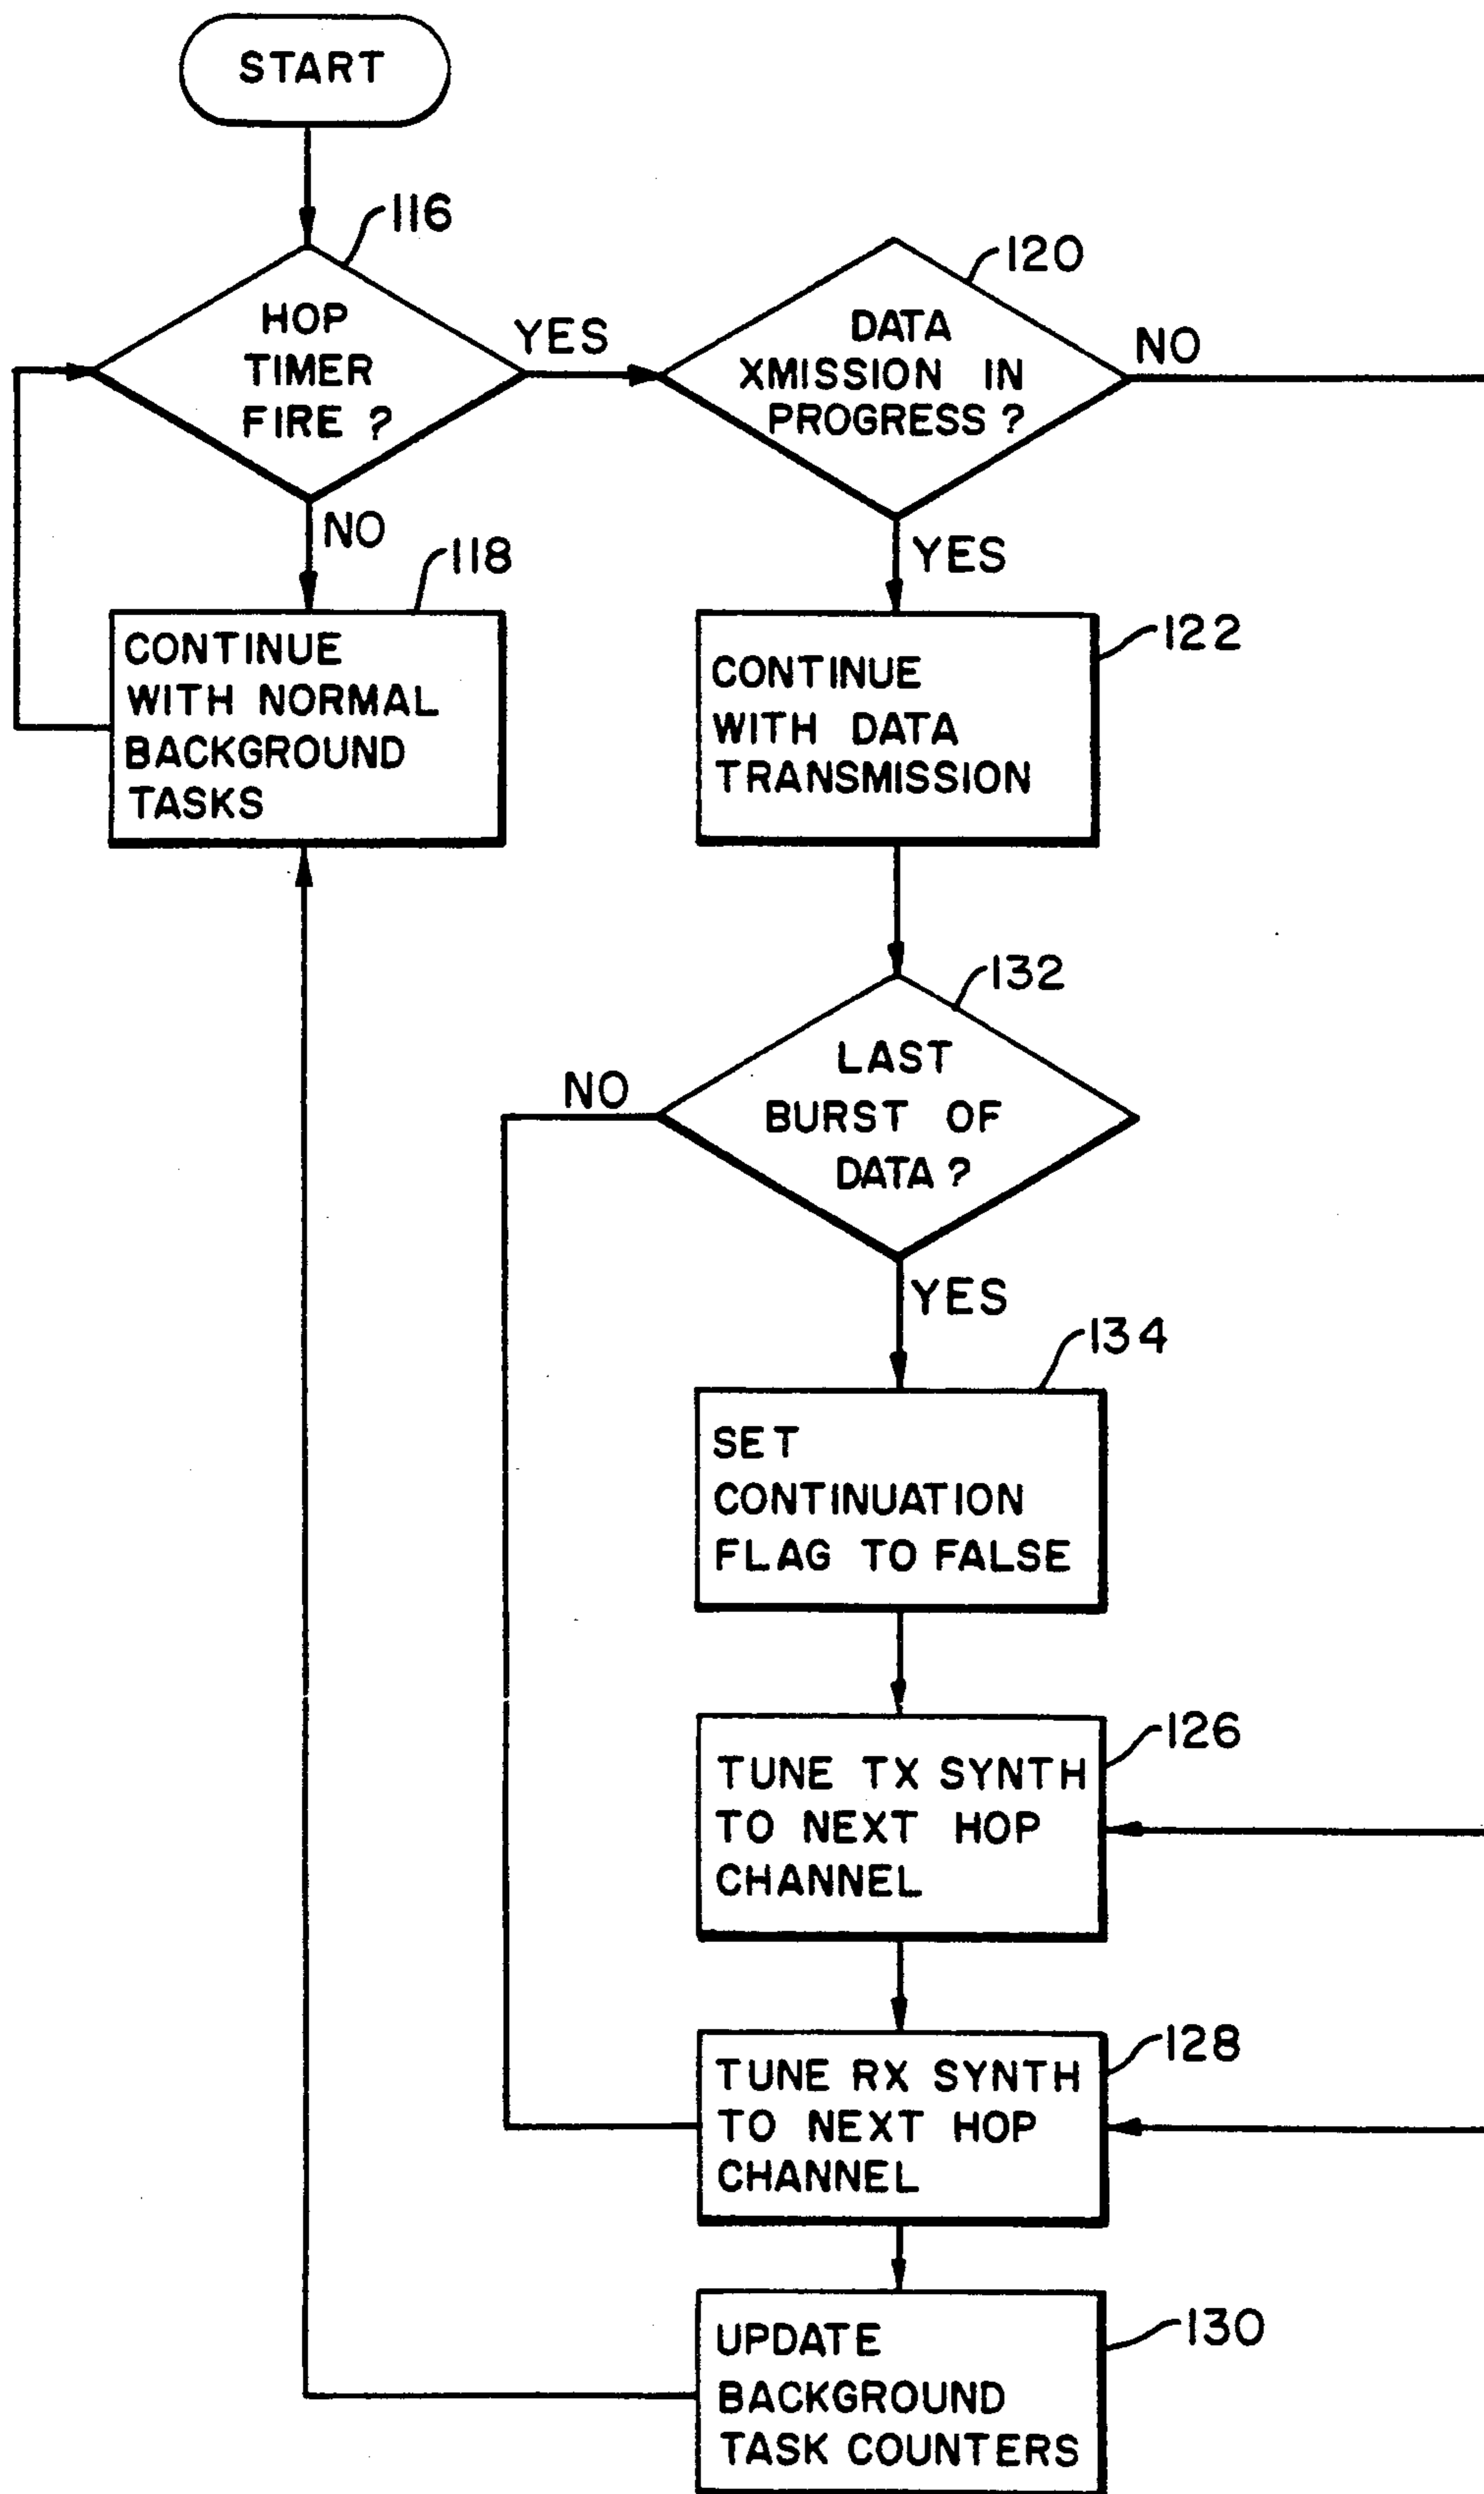 START
116
HOP
TIMER
FIRE ?
YES
NO
120
DATA
XMISSION IN
PROGRESS ?
NO
YES
118
CONTINUE
WITH NORMAL
BACKGROUND
TASKS
122
CONTINUE
WITH DATA
TRANSMISSION
132
LAST
BURST OF
DATA ?
NO
YES
134
SET
CONTINUATION
FLAG TO FALSE
126
TUNE TX SYNTH
TO NEXT HOP
CHANNEL
128
TUNE RX SYNTH
TO NEXT HOP
CHANNEL
130
UPDATE
BACKGROUND
TASK COUNTERS